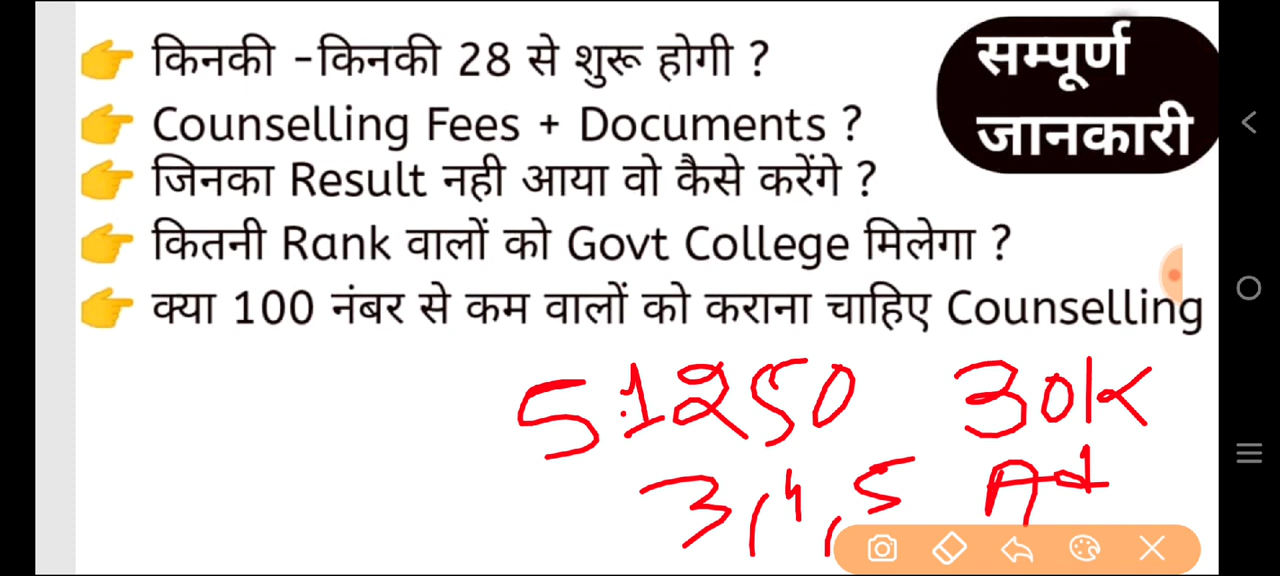 किनकी -किनकी 28 से शुरू होगी ?
सम्पूर्ण
जानकारी
Counselling Fees + Documents ?
जिनका Result नही आया वो कैसे करेंगे ?
कितनी Rank वालों को Govt College मिलेगा ?
क्या 100 नंबर से कम वालों को कराना चाहिए Counselling
51250 30K
3,4,5